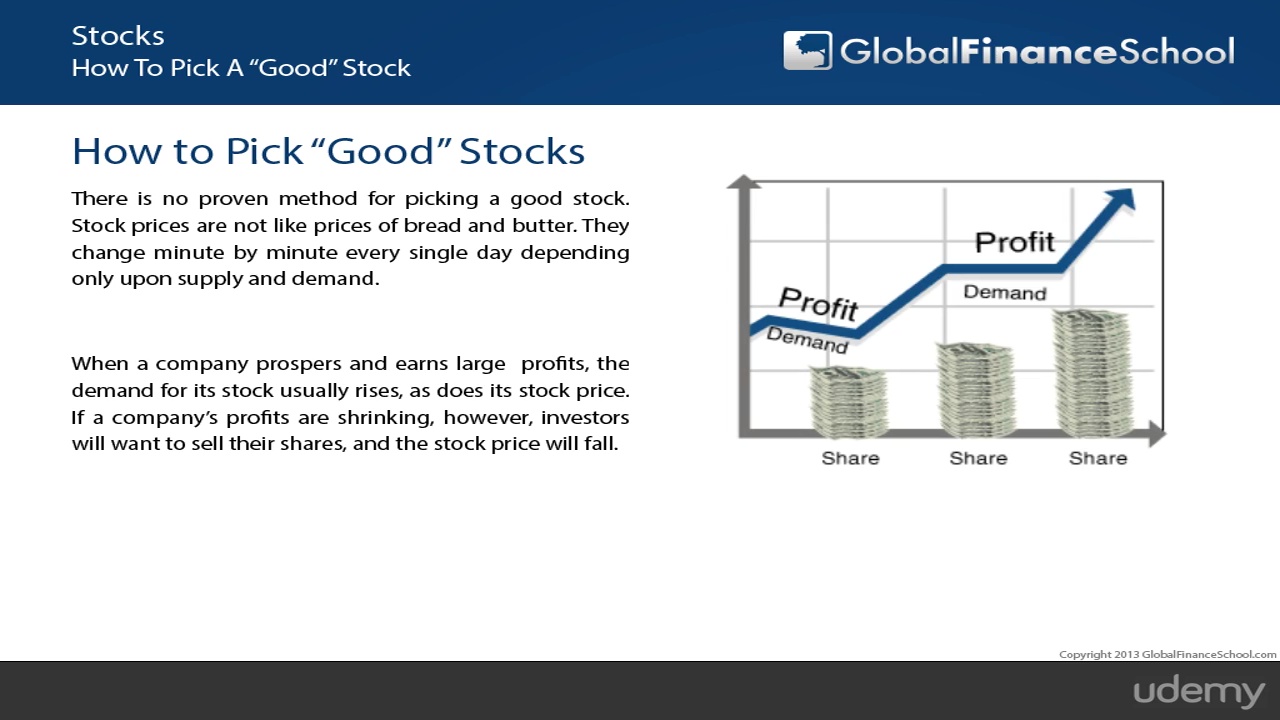 Stocks
How To Pick A “Good” Stock
GlobalFinanceSchool
How to Pick “Good” Stocks
There is no proven method for picking a good stock.
Stock prices are not like prices of bread and butter. They
change minute by minute every single day depending
only upon supply and demand.
When a company prospers and earns large profits, the
demand for its stock usually rises, as does its stock price.
If a company’s profits are shrinking, however, investors
will want to sell their shares, and the stock price will fall.
Profit
Demand
Profit
Demand
Share Share Share
Copyright 2013 GlobalFinanceSchool.com
udemy